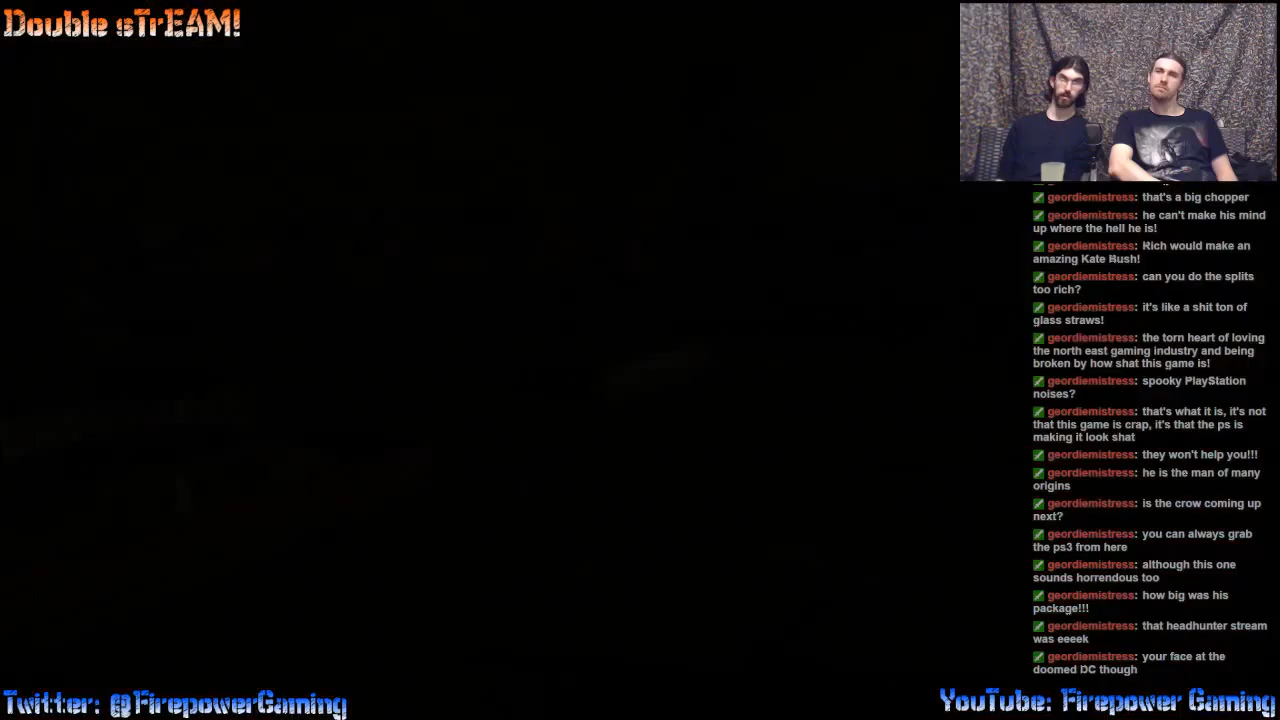 Double sTrEAM!
geordiemistress: that's a big chopper
geordiemistress: he can't make his mind
up where the hell he is!
geordiemistress: Rich would make an
amazing Kate Bush!
geordiemistress: can you do the splits
too rich?
geordiemistress: it's like a shit ton of
glass straws!
geordiemistress: the torn heart of loving
the north east gaming industry and being
broken by how shat this game is!
geordiemistress: spooky PlayStation
noises?
geordiemistress: that's what it is, it's not
that this game is crap, it's that the ps is
making it look shat
geordiemistress: they won't help you!!!
geordiemistress: he is the man of many
origins
geordiemistress: is the crow coming up
next?
geordiemistress: you can always grab
the ps3 from here
geordiemistress: although this one
sounds horrendous too
geordiemistress: how big was his
package!!!
geordiemistress: that headhunter stream
was eeeek
geordiemistress: your face at the
doomed DC though
Twitter: @FirepowerGaming
YouTube: Firepower Gaming